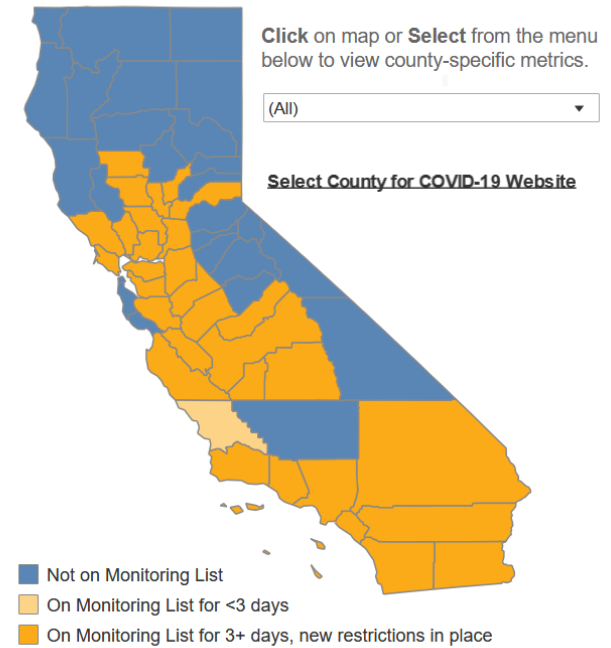 Click on map or Select from the menu
below to view county-specific metrics.
(All)
Select County for COVID-19 Website
Not on Monitoring List
On Monitoring List for <3 days
On Monitoring List for 3+ days, new restrictions in place